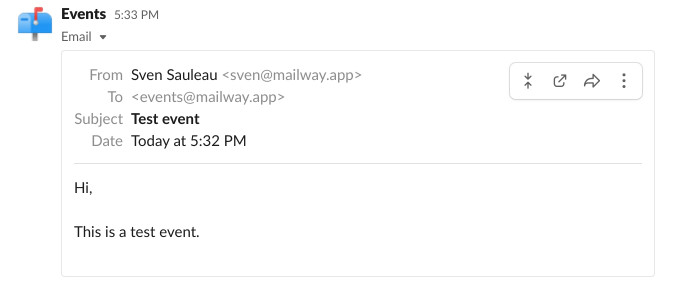 Events 5:33 PM
Email
From Sven Sauleau <sven@mailway.app>
To <events@mailway.app>
Subject Test event
Date Today at 5:32 PM
Hi,
This is a test event.